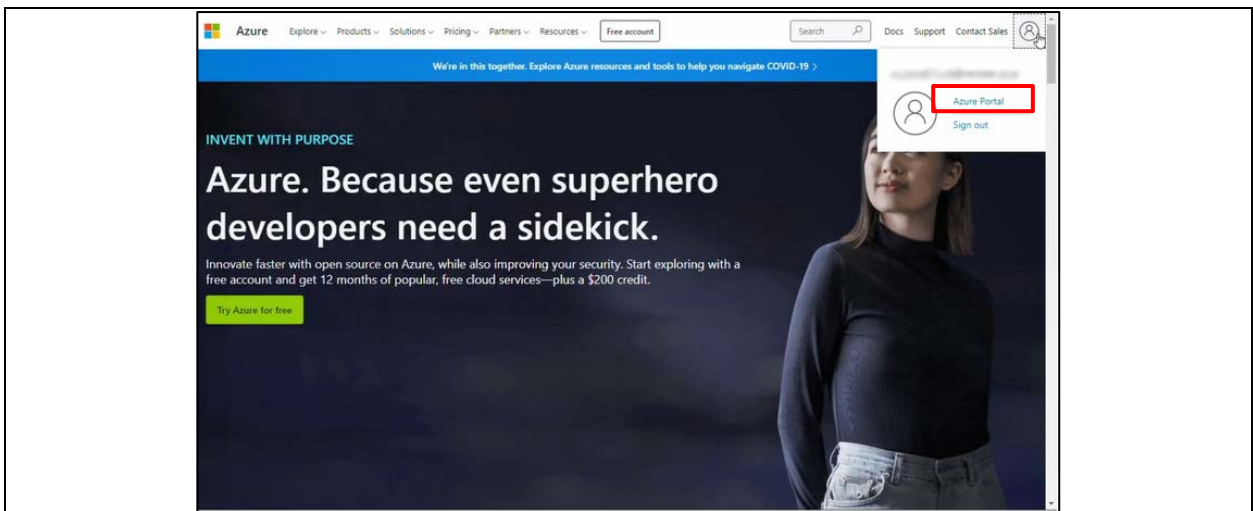 Azure Explore Products Solutions Pricing Partners Resources Free account Search Docs Support Contact Sales
We're in this together. Explore Azure resources and tools to help you navigate COVID-19 >
Azure Portal
Sign out
INVENT WITH PURPOSE
Azure. Because even superhero
developers need a sidekick.
Innovate faster with open source on Azure, while also improving your security. Start exploring with a
free account and get 12 months of popular, free cloud services—plus a $200 credit.
Try Azure for free